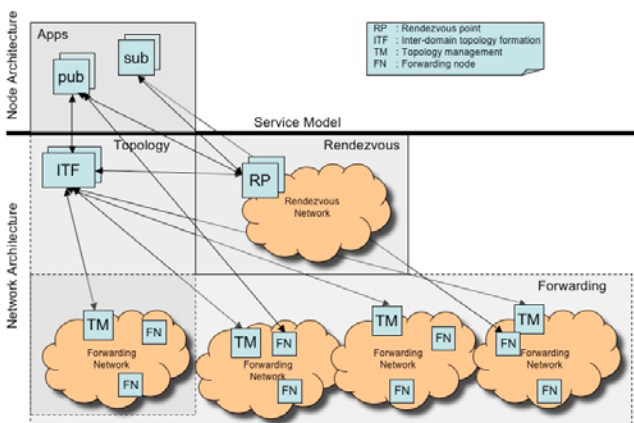 Node Architecture
Apps
pub
sub
RP : Rendezvous point
ITF : Inter-domain topology formation
TM : Topology management
FN : Forwarding node
Service Model
Network Architecture
Topology
Rendezvous
ITF
RP
Rendezvous
Network
Forwarding
TM
FN
Forwarding
Network
FN
TM
FN
Forwarding
Network
FN
TM
FN
Forwarding
Network
FN
TM
FN
Forwarding
Network
FN